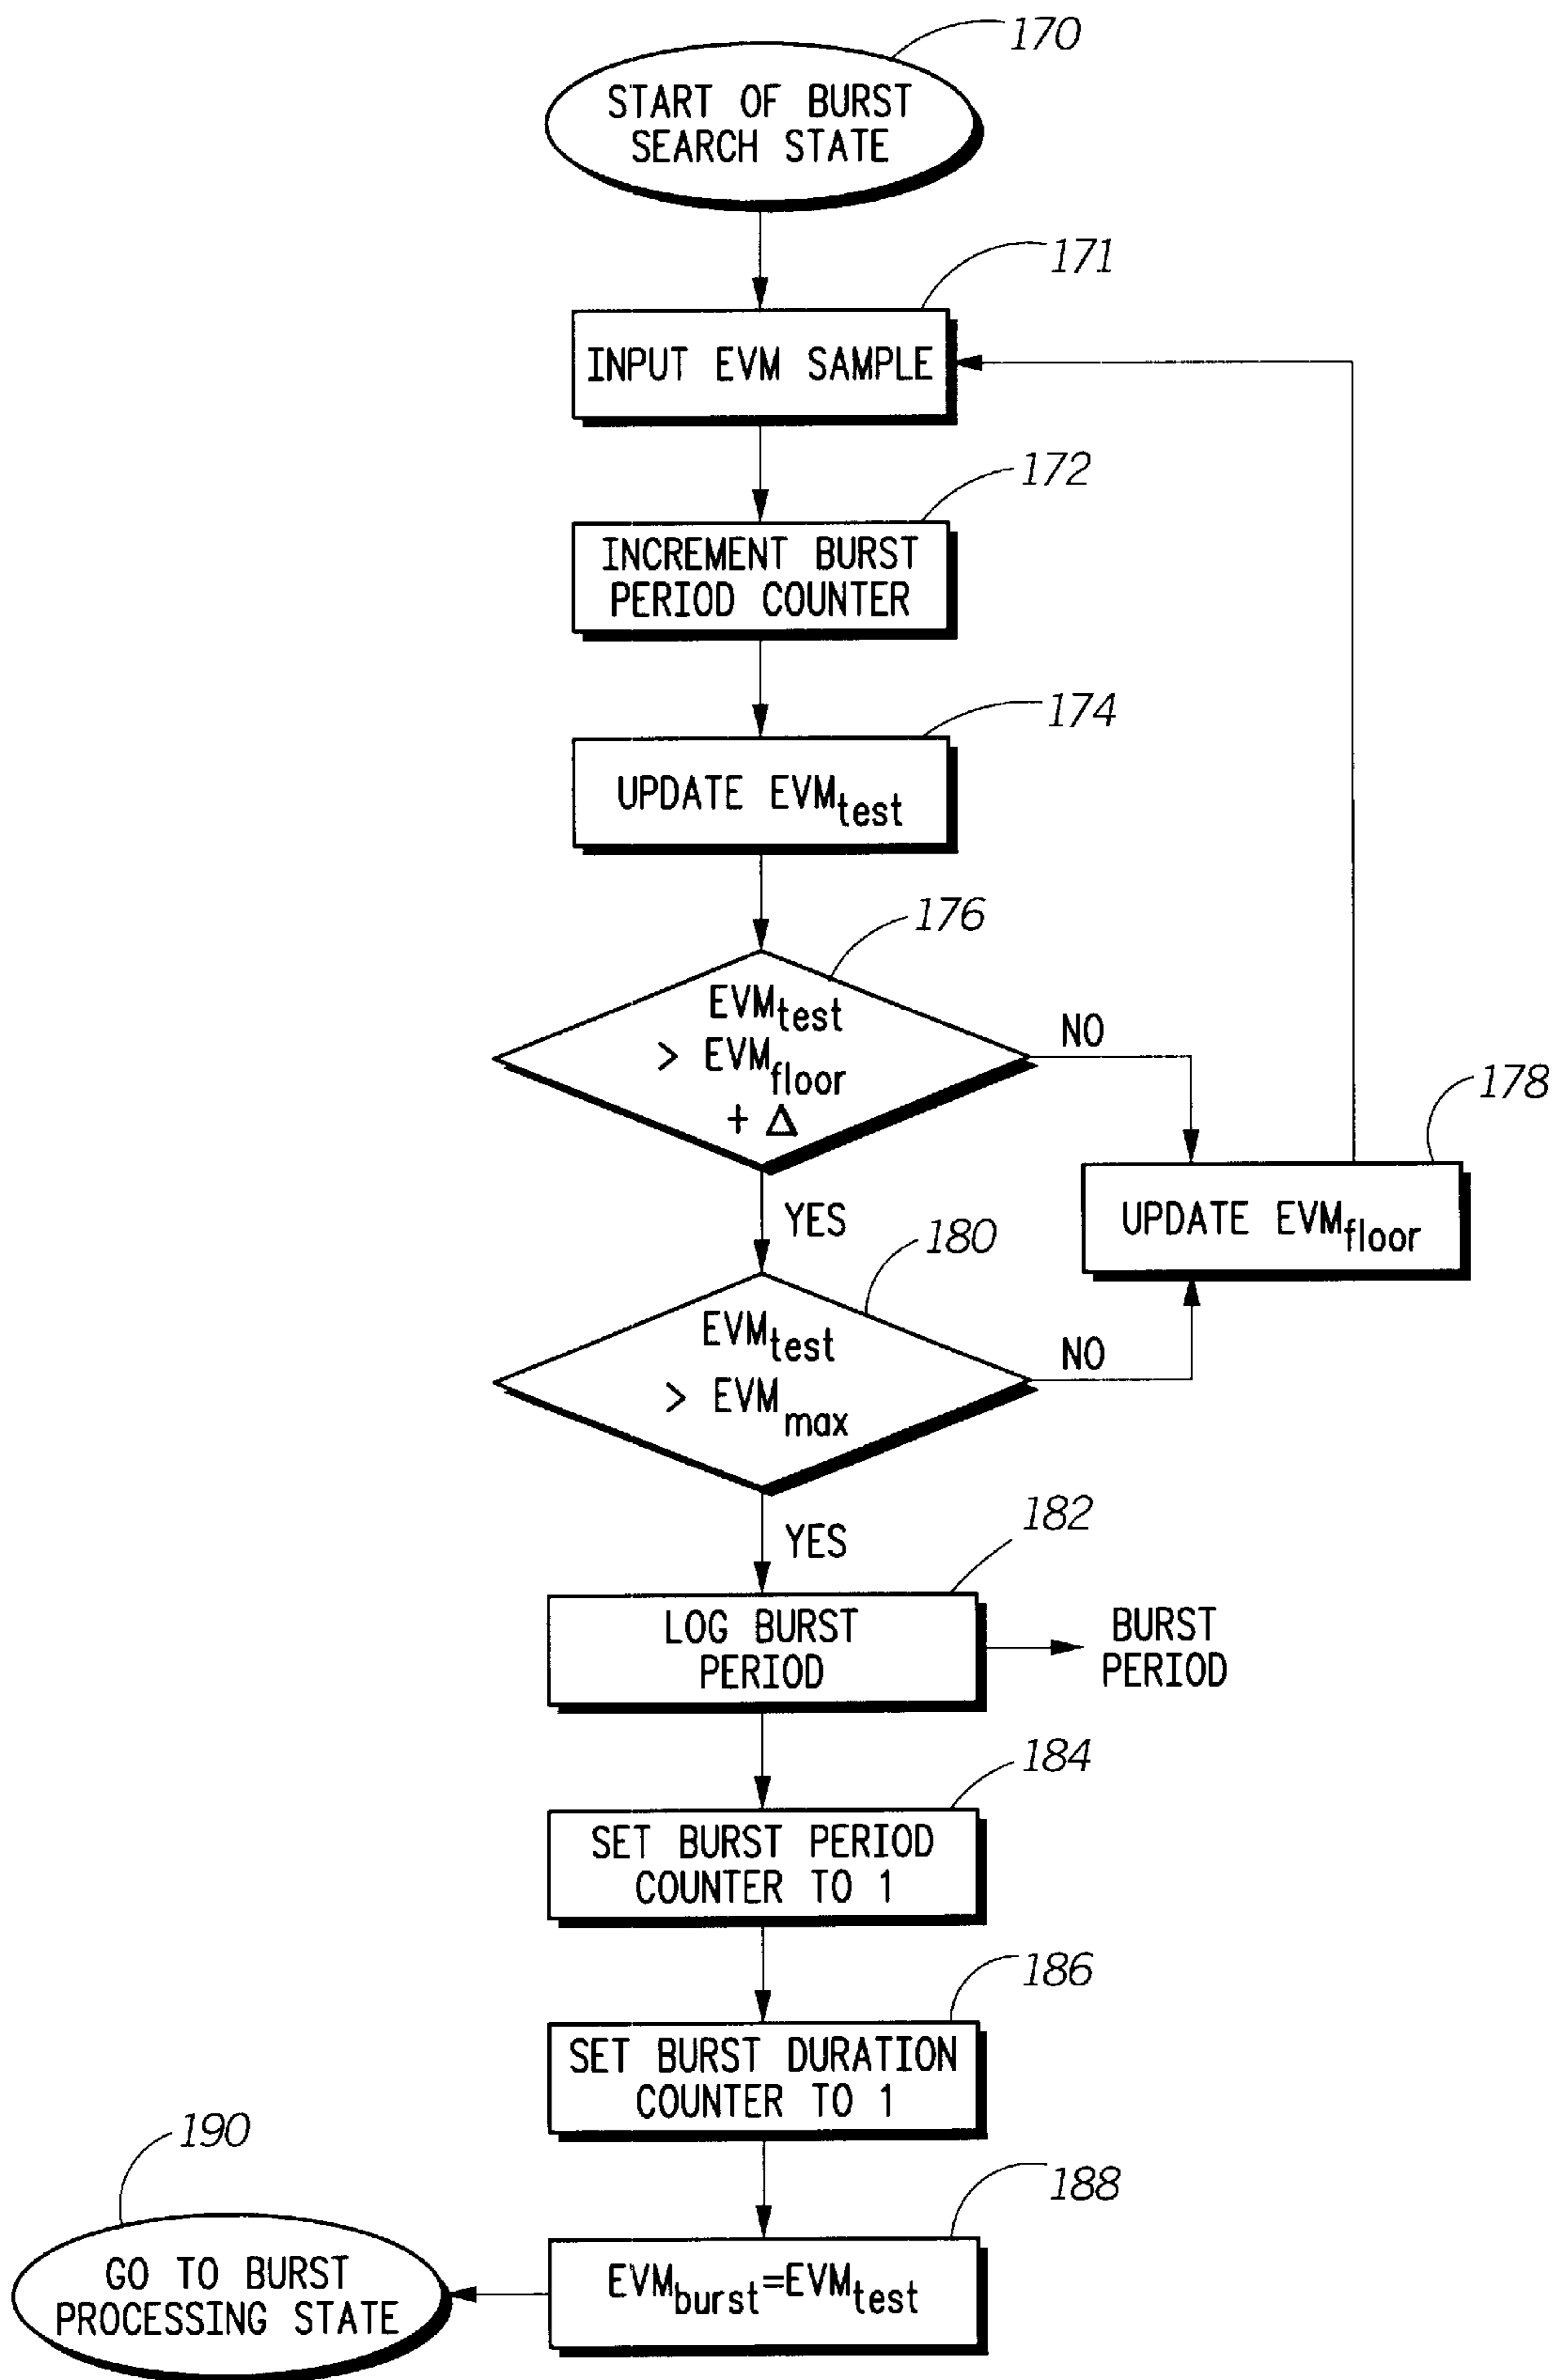 170
START OF BURST
SEARCH STATE
171
INPUT EVM SAMPLE
172
INCREMENT BURST
PERIOD COUNTER
174
UPDATE EVMtest
176
EVMtest
> EVMfloor
+ Δ
NO
178
UPDATE EVMfloor
YES
180
EVMtest
> EVMmax
NO
YES
182
LOG BURST
PERIOD
BURST
PERIOD
184
SET BURST PERIOD
COUNTER TO 1
186
SET BURST DURATION
COUNTER TO 1
188
EVMburst=EVMtest
190
GO TO BURST
PROCESSING STATE